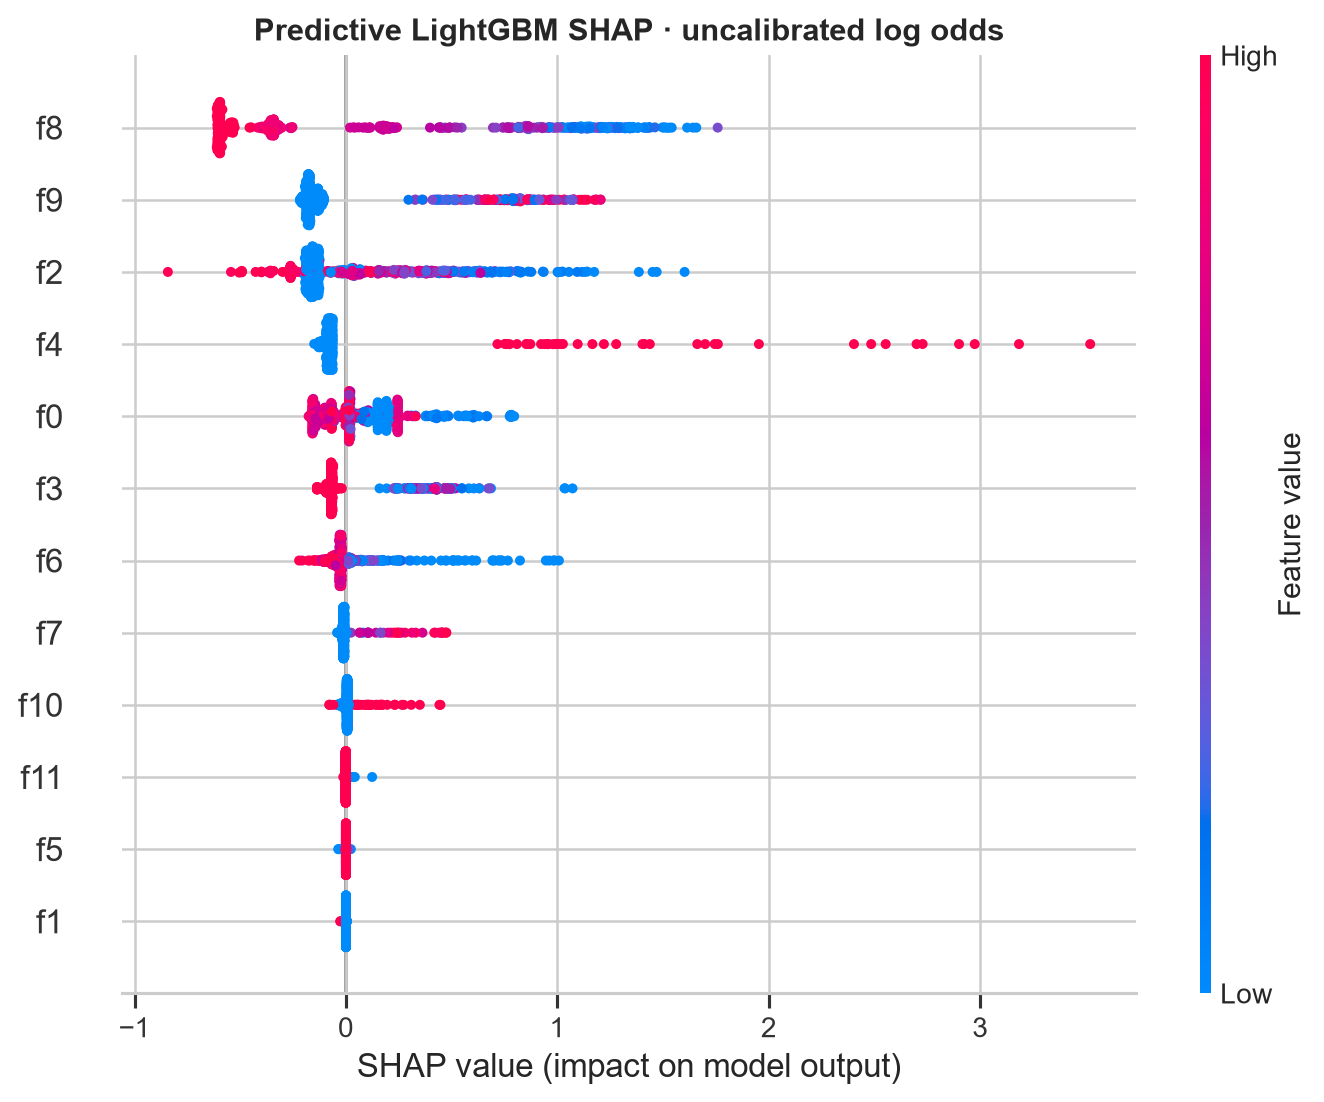 Predictive LightGBM SHAP · uncalibrated log odds
High
f8
f9
f2
f4
f0
f3
f6
f7
f10
f11
f5
f1
Feature value
Low
−1
0
1
2
3
SHAP value (impact on model output)